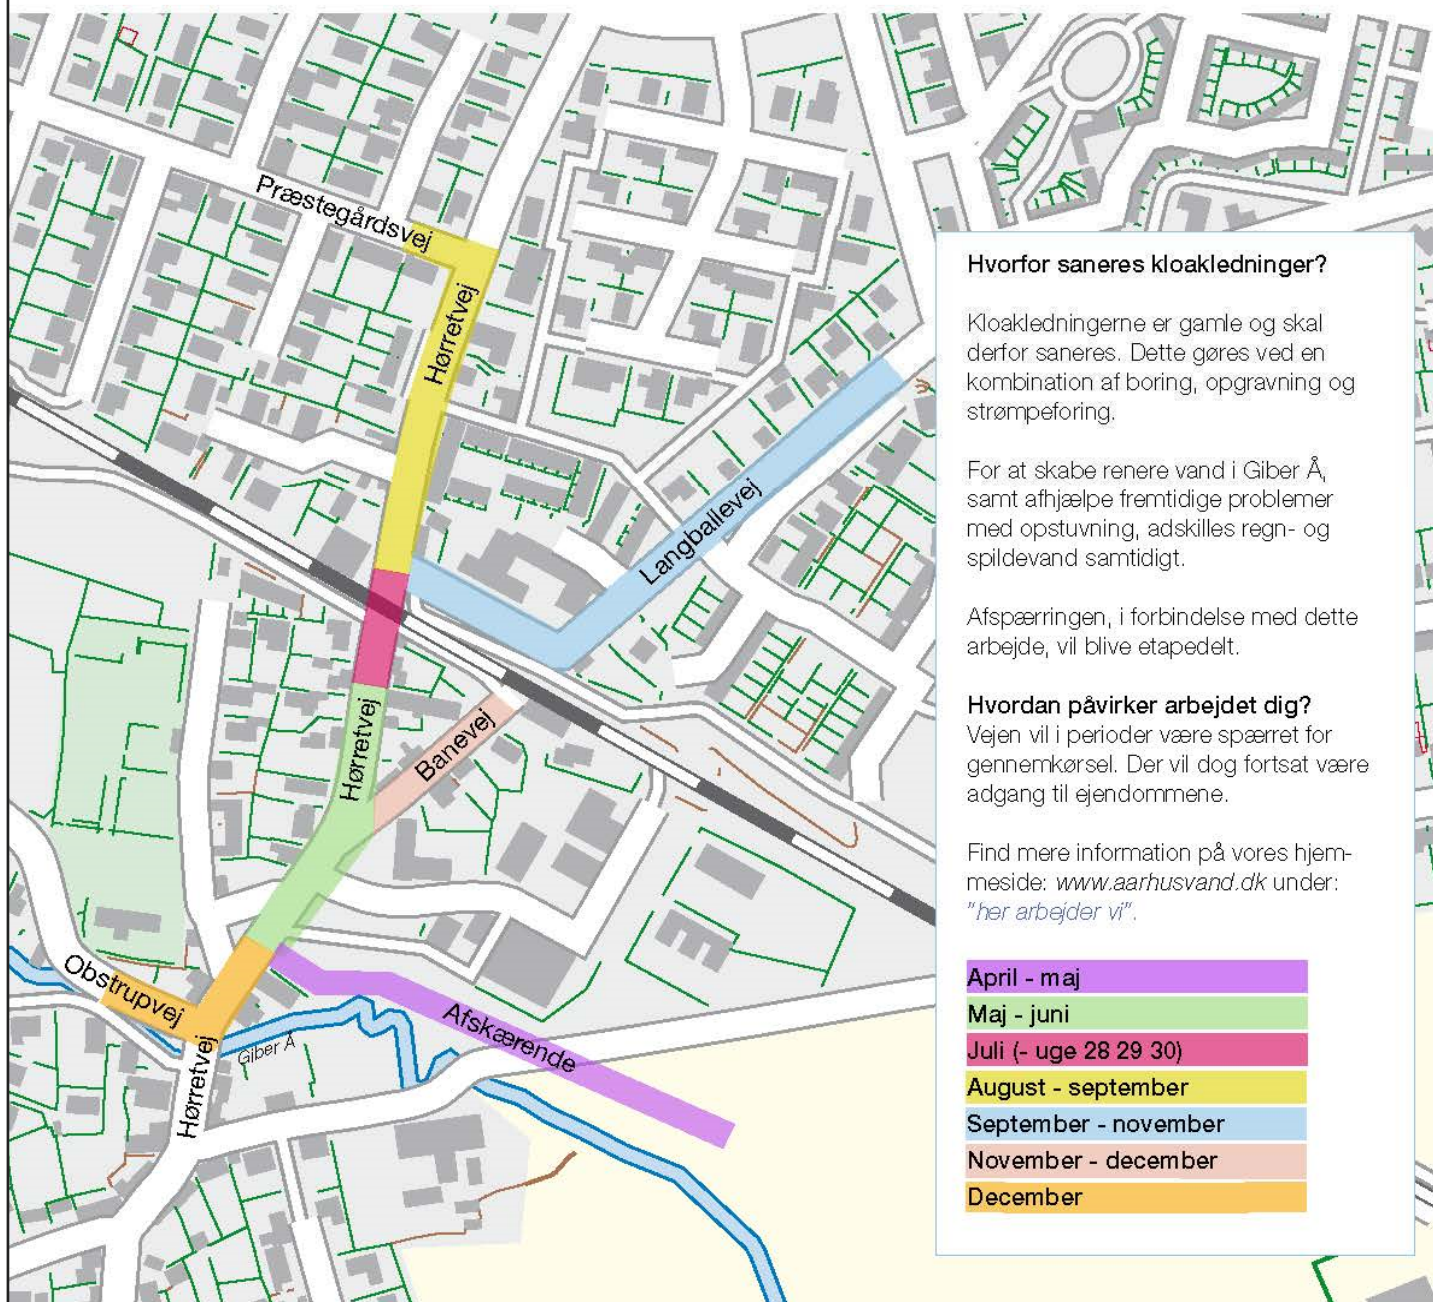 Præstegårdsvej
Hørretvej
Langballevej
Hørretvej
Banevej
Obstrupvej
Giber Å
Afskærende
Hørretvej
Hvorfor saneres kloakledninger?
Kloakledningerne er gamle og skal
derfor saneres. Dette gøres ved en
kombination af boring, opgravning og
strømpeforing.
For at skabe renere vand i Giber Å,
samt afhjælpe fremtidige problemer
med opstuvning, adskilles regn- og
spildevand samtidigt.
Afspærringen, i forbindelse med dette
arbejde, vil blive etapedelt.
Hvordan påvirker arbejdet dig?
Vejen vil i perioder være spærret for
gennemkørsel. Der vil dog fortsat være
adgang til ejendommene.
Find mere information på vores hjem-
meside: www.aarhusvand.dk under:
"her arbejder vi".
April - maj
Maj - juni
Juli (- uge 28 29 30)
August - september
September - november
November - december
December